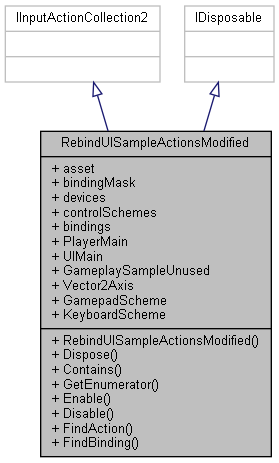 IInputActionCollection2
IDisposable
RebindUISampleActionsModified
+ asset
+ bindingMask
+ devices
+ controlSchemes
+ bindings
+ PlayerMain
+ UIMain
+ GameplaySampleUnused
+ Vector2Axis
+ GamepadScheme
+ KeyboardScheme
+ RebindUISampleActionsModified()
+ Dispose()
+ Contains()
+ GetEnumerator()
+ Enable()
+ Disable()
+ FindAction()
+ FindBinding()